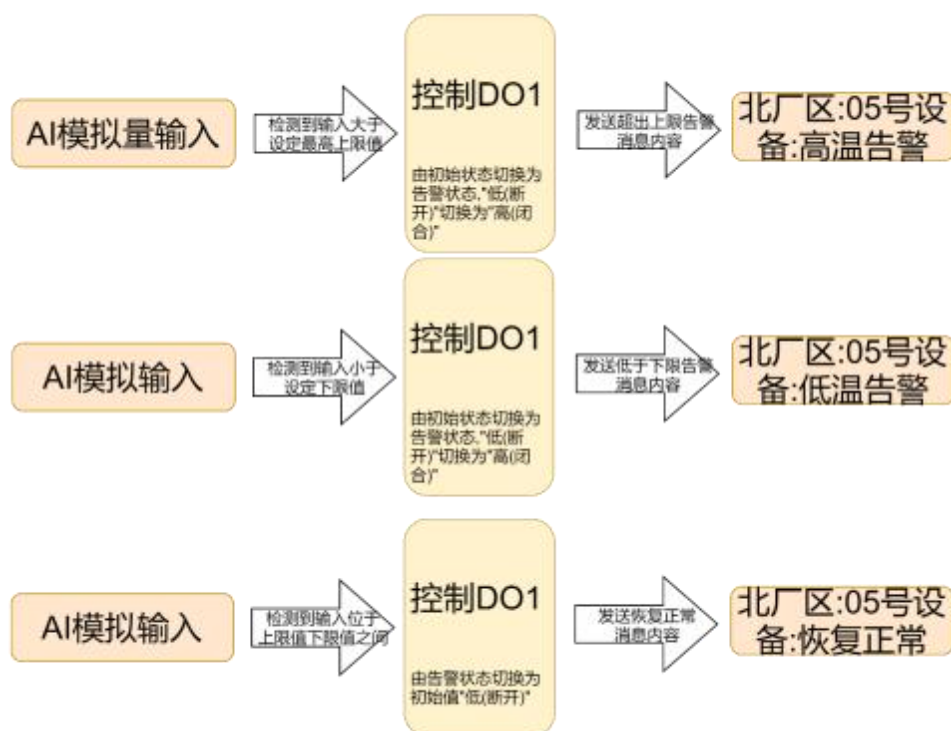 AI模拟量输入
检测到输入大于
设定最高上限值
控制DO1
由初始状态切换为
告警状态,"低(断
开)"切换为"高(闭
合)"
发送超出上限告警
消息内容
北厂区:05号设
备:高温告警
AI模拟输入
检测到输入小于
设定下限值
控制DO1
由初始状态切换为
告警状态,"低(断
开)"切换为"高(闭
合)"
发送低于下限告警
消息内容
北厂区:05号设
备:低温告警
AI模拟输入
检测到输入位于
上限值下限值之间
控制DO1
由告警状态切换为
初始值"低(断开)"
发送恢复正常
消息内容
北厂区:05号设
备:恢复正常